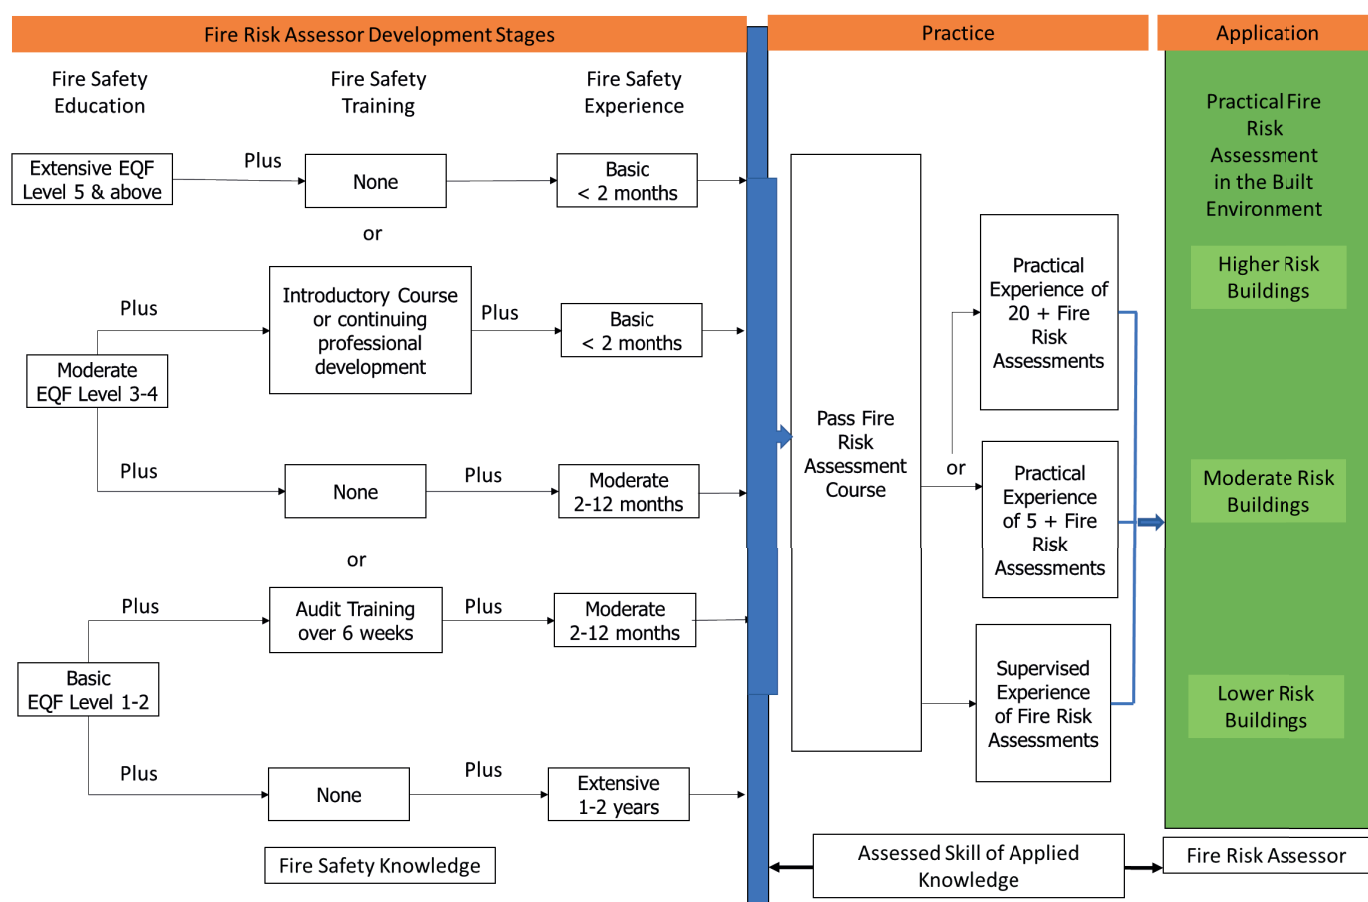 Fire Risk Assessor Development Stages
Practice
Application
Fire Safety
Education
Fire Safety
Training
Fire Safety
Experience
Extensive EQF
Level 5 & above
Plus
None
Basic
< 2 months
or
Plus
Introductory Course
or continuing
professional
development
Plus
Basic
< 2 months
Moderate
EQF Level 3-4
Plus
None
Plus
Moderate
2-12 months
or
Plus
Audit Training
over 6 weeks
Plus
Moderate
2-12 months
Basic
EQF Level 1-2
Plus
None
Plus
Extensive
1-2 years
Fire Safety Knowledge
Pass Fire
Risk
Assessment
Course
or
Practical
Experience of
20 + Fire
Risk
Assessments
Practical
Experience
of 5 + Fire
Risk
Assessments
Supervised
Experience
of Fire Risk
Assessments
Assessed Skill of Applied
Knowledge
Practical Fire
Risk
Assessment
in the Built
Environment
Higher Risk
Buildings
Moderate Risk
Buildings
Lower Risk
Buildings
Fire Risk Assessor